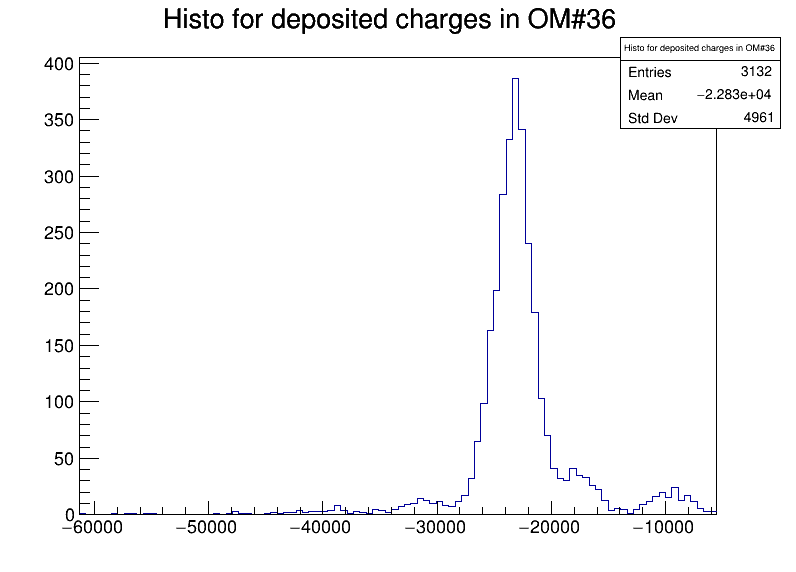 Histo for deposited charges in OM#36
Histo for deposited charges in OM#36
Entries 3132
Mean −2.283e+04
Std Dev 4961
400
350
300
250
200
150
100
50
0
−60000 −50000 −40000 −30000 −20000 −10000